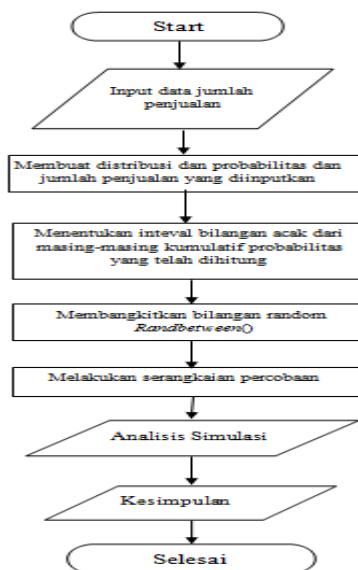 Start
Input data jumlah
penjualan
Membuat distribusi dan probabilitas dan
jumlah penjualan yang diinputkan
Menentukan inteval bilangan acak dari
masing-masing kumulatif probabilitas
yang telah dihitung
Membangkitkan bilangan random
Randbetween()
Melakukan serangkaian percobaan
Analisis Simulasi
Kesimpulan
Selesai